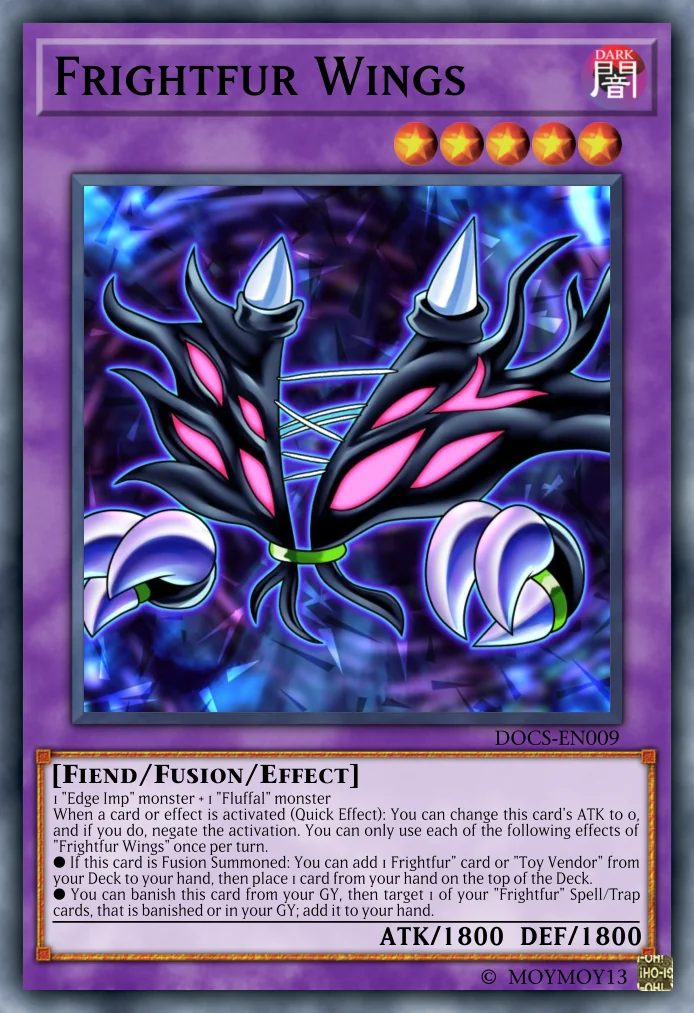 Frightfur Wings
DARK
闇
DOCS-EN009
[Fiend/Fusion/Effect]
1 "Edge Imp" monster + 1 "Fluffal" monster
When a card or effect is activated (Quick Effect): You can change this card's ATK to 0,
and if you do, negate the activation. You can only use each of the following effects of
"Frightfur Wings" once per turn.
● If this card is Fusion Summoned: You can add 1 Frightfur" card or "Toy Vendor" from
your Deck to your hand, then place 1 card from your hand on the top of the Deck.
● You can banish this card from your GY, then target 1 of your "Frightfur" Spell/Trap
cards, that is banished or in your GY; add it to your hand.
ATK/1800 DEF/1800
© MOYMOY13